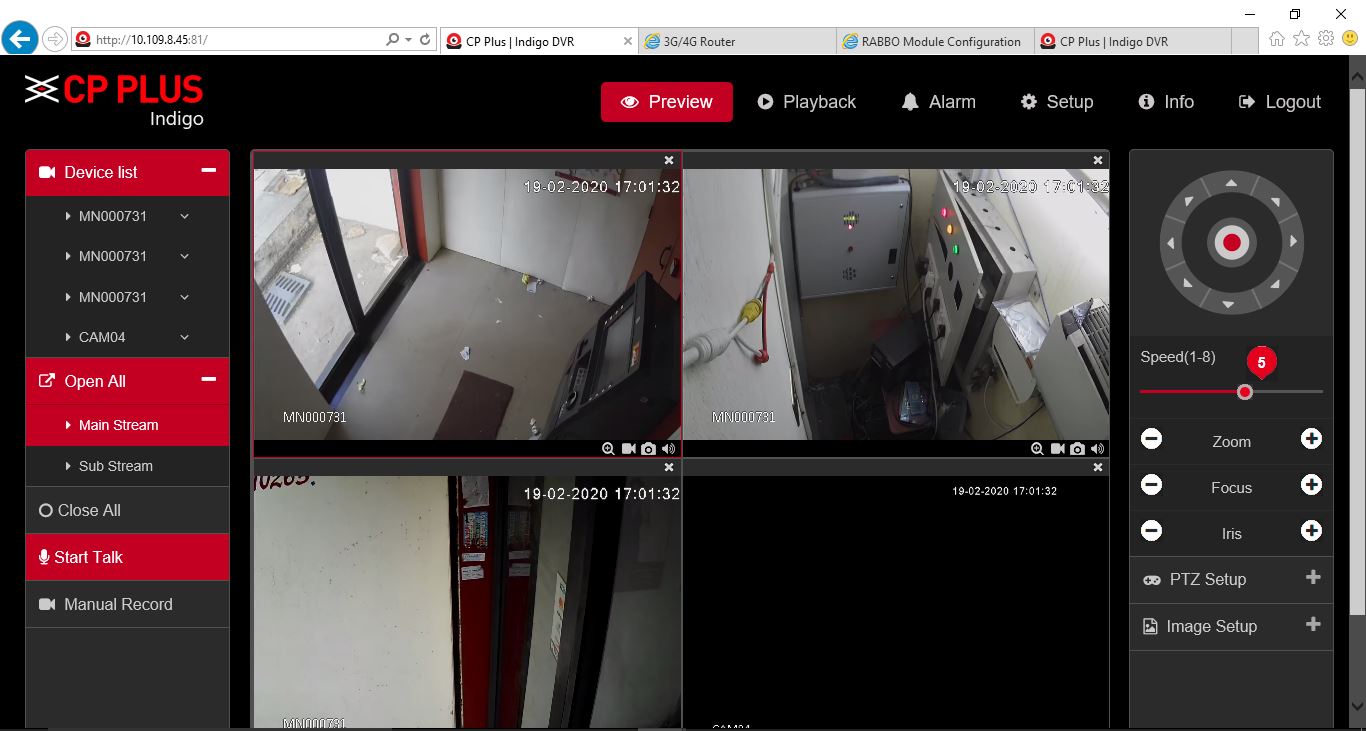 http://10.109.8.45:81/
CP Plus | Indigo DVR
3G/4G Router
RABBO Module Configuration
CP Plus | Indigo DVR
CP PLUS
Indigo
Preview
Playback
Alarm
Setup
Info
Logout
Device list
MN000731
MN000731
MN000731
CAM04
Open All
Main Stream
Sub Stream
Close All
Start Talk
Manual Record
19-02-2020 17:01:32
MN000731
19-02-2020 17:01:32
MN000731
19-02-2020 17:01:32
MN000731
19-02-2020 17:01:32
CAM04
Speed(1-8)
5
Zoom
Focus
Iris
PTZ Setup
Image Setup